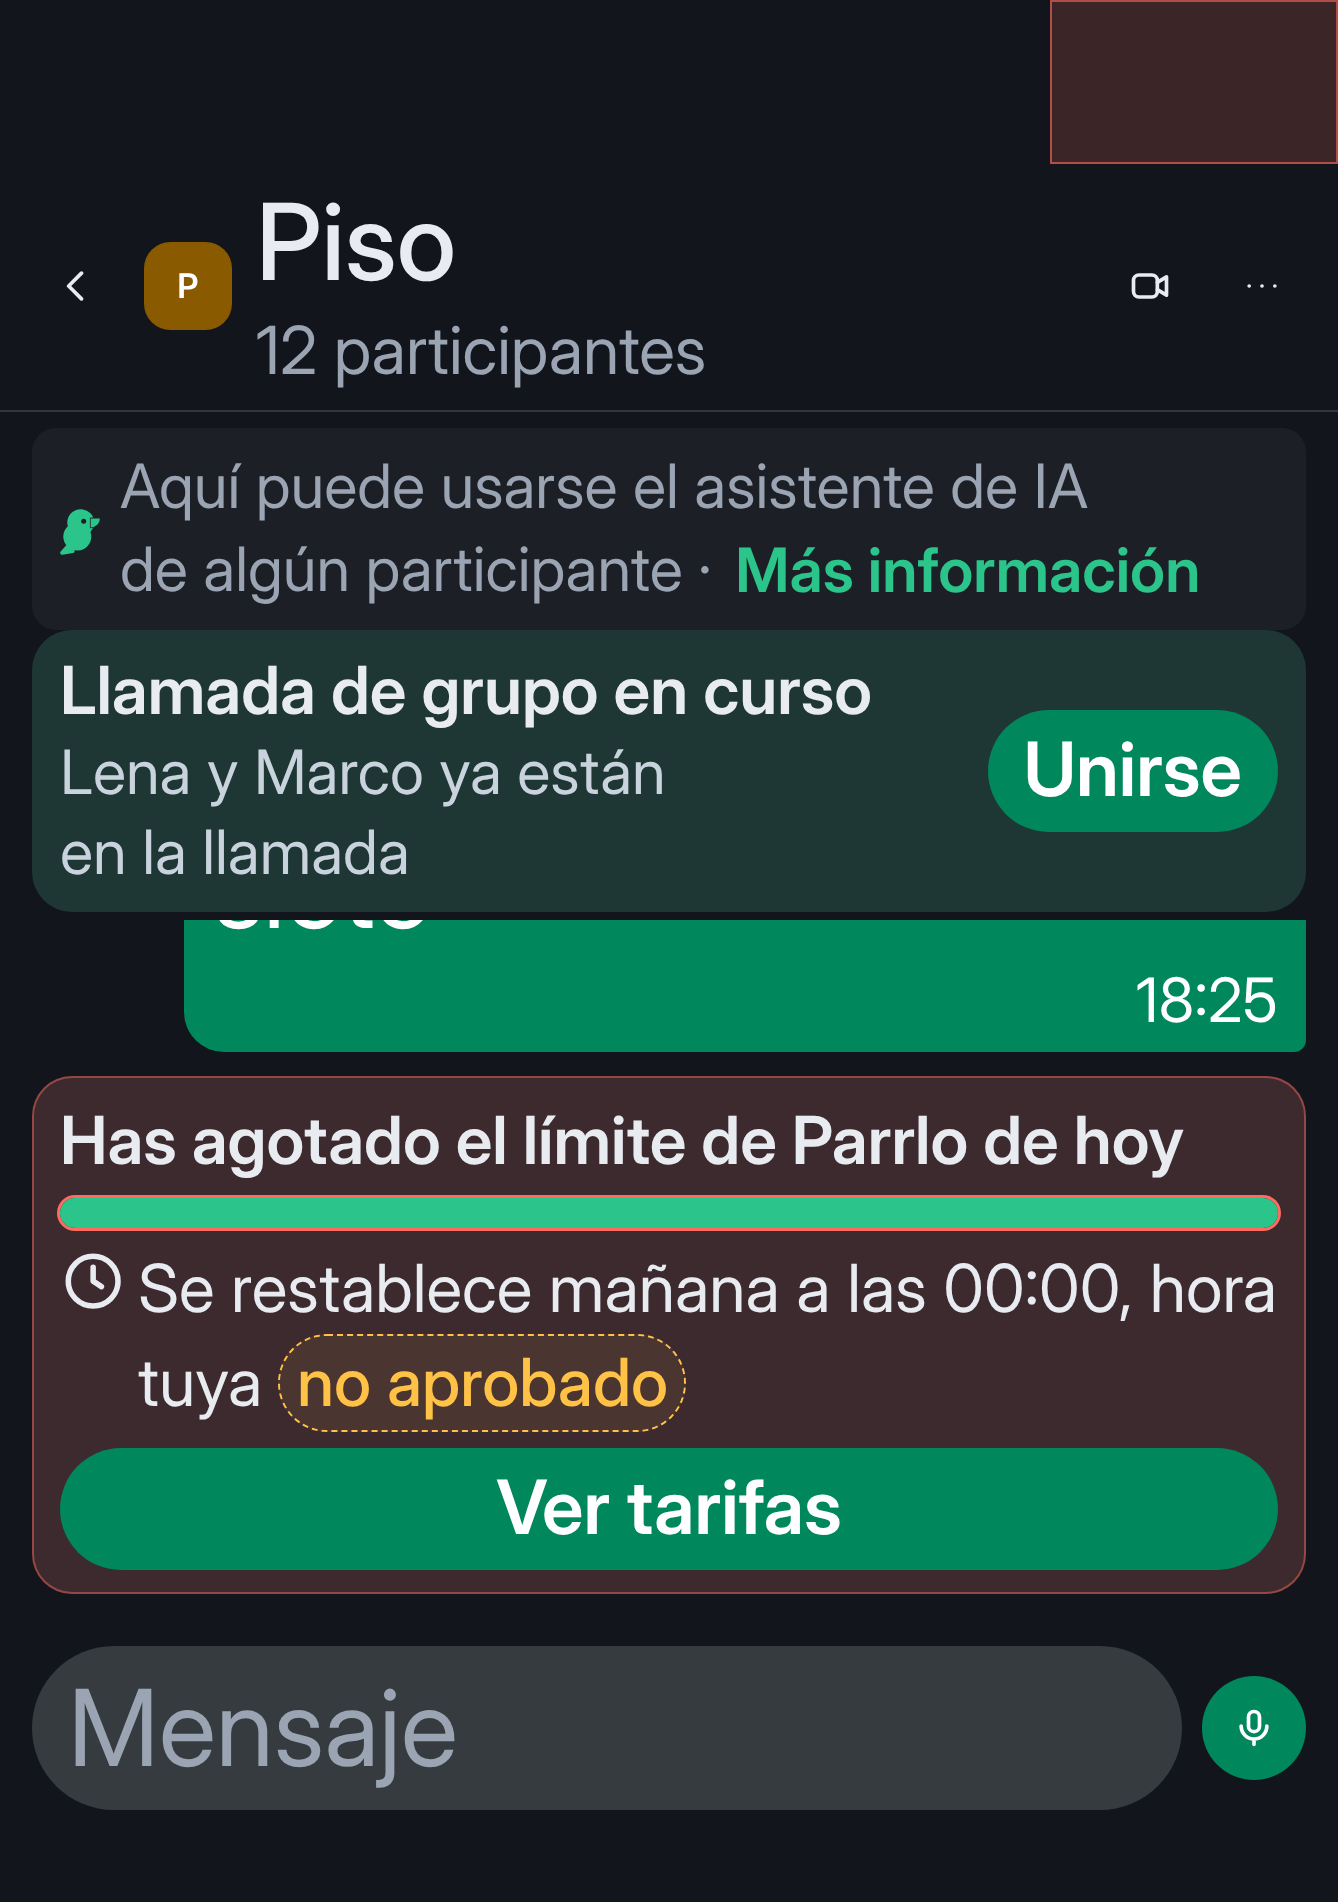 Piso
P
12 participantes
Aquí puede usarse el asistente de IA
de algún participante · Más información
Llamada de grupo en curso
Lena y Marco ya están
en la llamada
Unirse
18:25
Has agotado el límite de Parrlo de hoy
Se restablece mañana a las 00:00, hora
tuya no aprobado
Ver tarifas
Mensaje